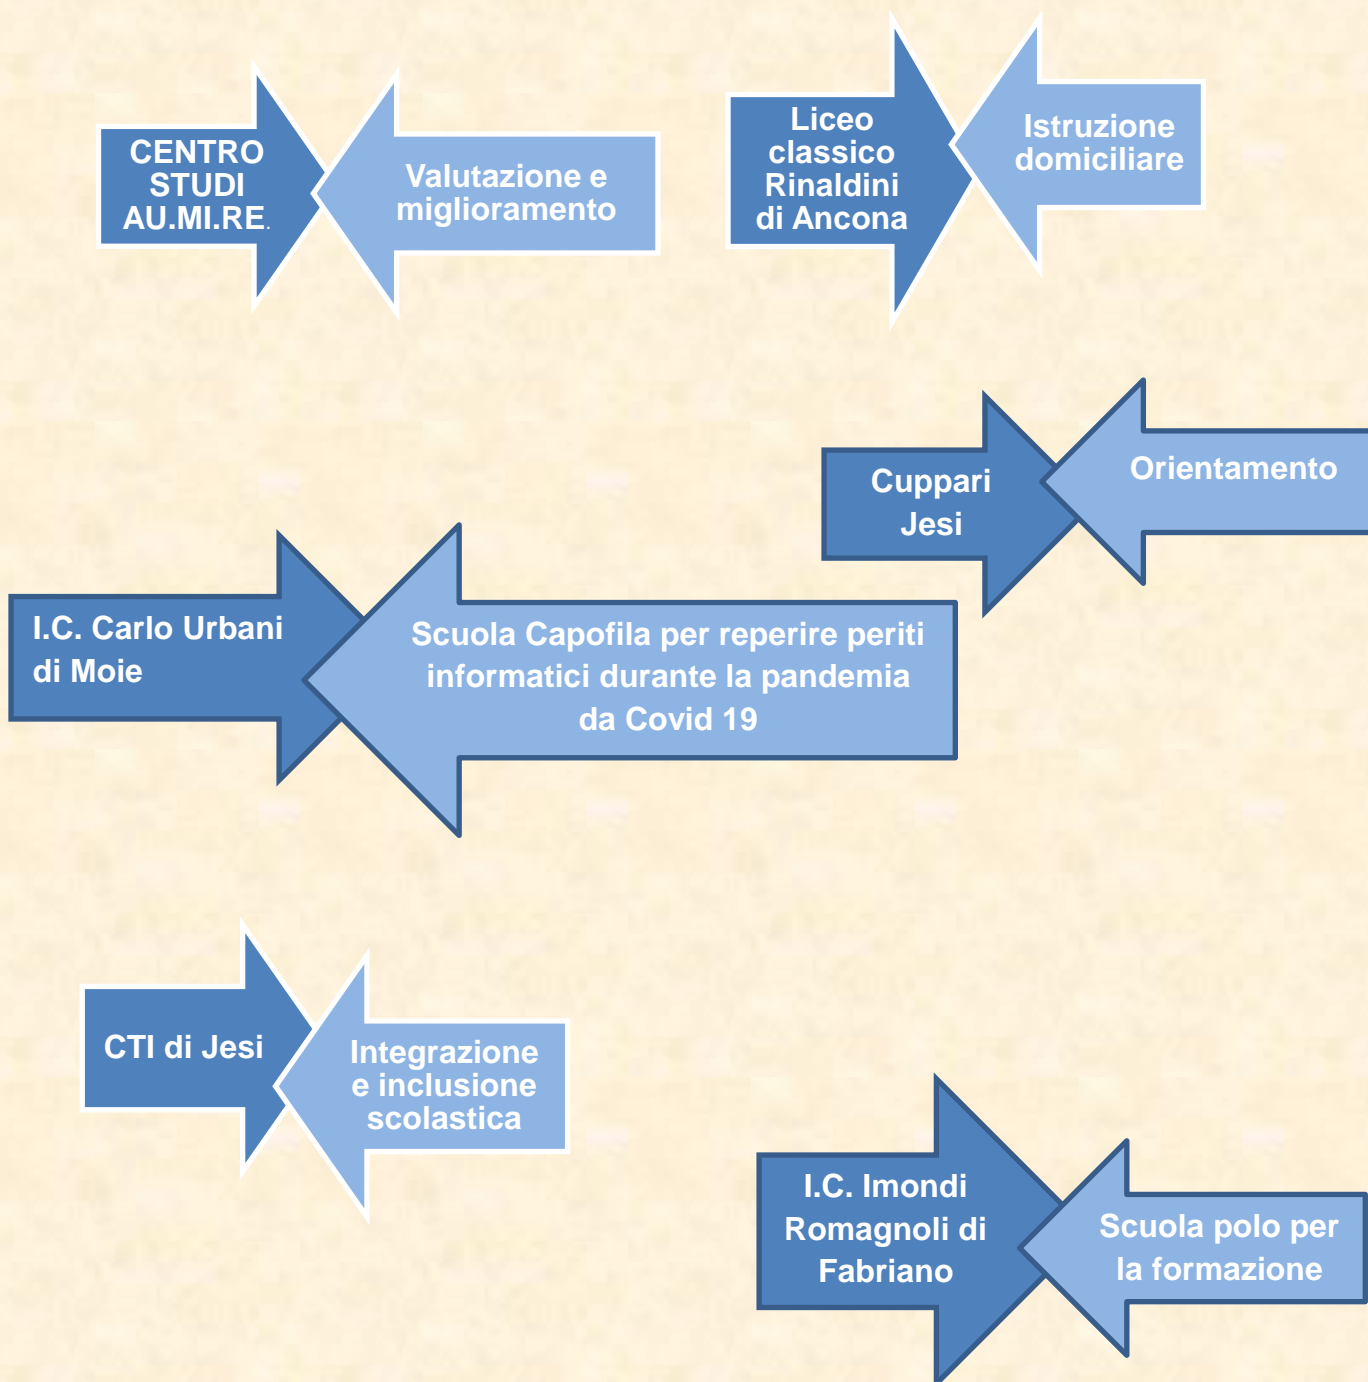 CENTRO
STUDI
AU.MI.RE.
Valutazione e
miglioramento
Liceo
classico
Rinaldini
di Ancona
Istruzione
domiciliare
Cuppari
Jesi
Orientamento
I.C. Carlo Urbani
di Moie
Scuola Capofila per reperire periti
informatici durante la pandemia
da Covid 19
CTI di Jesi
Integrazione
e inclusione
scolastica
I.C. Imondi
Romagnoli di
Fabriano
Scuola polo per
la formazione